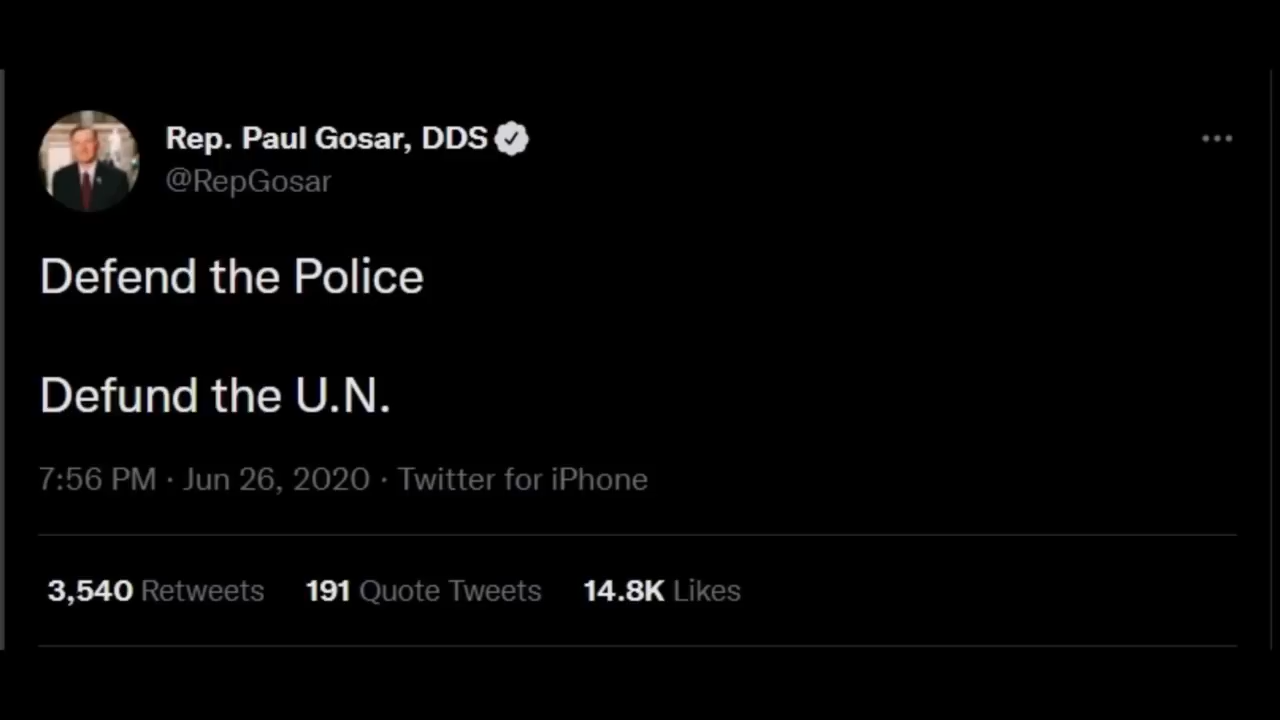 Rep. Paul Gosar, DDS
@RepGosar
Defend the Police
Defund the U.N.
7:56 PM · Jun 26, 2020 · Twitter for iPhone
3,540 Retweets 191 Quote Tweets 14.8K Likes